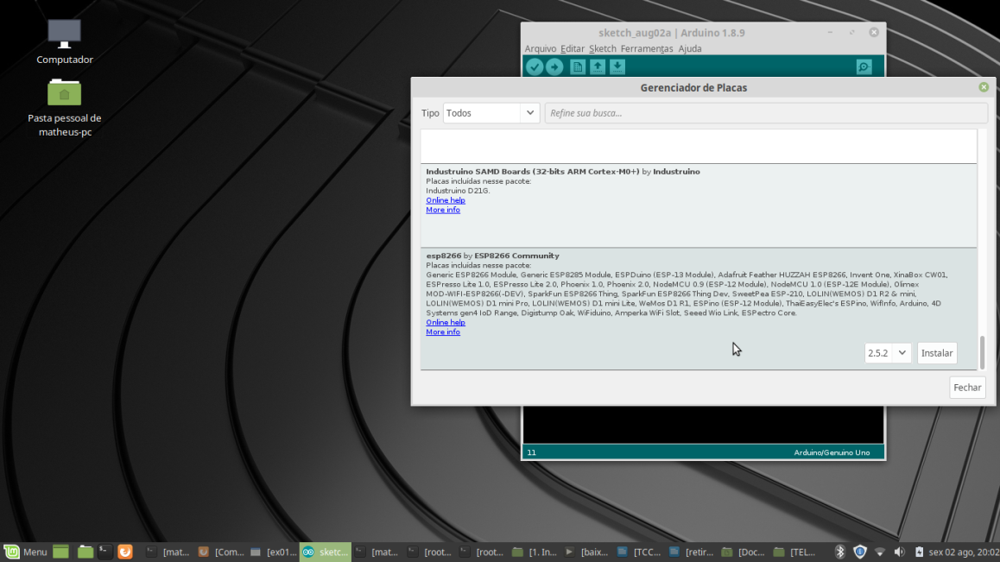 Computador
Pasta pessoal de
matheus-pc
sketch_aug02a | Arduino 1.8.9
Arquivo Editar Sketch Ferramentas Ajuda
Gerenciador de Placas
Tipo Todos Refine sua busca...
Industruino SAMD Boards (32-bits ARM Cortex-M0+) by Industruino
Placas incluidas nesse pacote:
Industruino D21G.
Online help
More info
esp8266 by ESP8266 Community
Placas incluidas nesse pacote:
Generic ESP8266 Module, Generic ESP8285 Module, ESPDuino (ESP-13 Module), Adafruit Feather HUZZAH ESP8266, Invent One, XinaBox CW01,
ESPresso Lite 1.0, ESPresso Lite 2.0, Phoenix 1.0, Phoenix 2.0, NodeMCU 0.9 (ESP-12 Module), NodeMCU 1.0 (ESP-12E Module), Olimex
MOD-WIFI-ESP8266(-DEV), SparkFun ESP8266 Thing, SparkFun ESP8266 Thing Dev, SweetPea ESP-210, LOLIN(WEMOS) D1 R2 & mini,
LOLIN(WEMOS) D1 mini Pro, LOLIN(WEMOS) D1 mini Lite, WeMos D1 R1, ESPino (ESP-12 Module), ThaiEasyElec's ESPino, WifInfo, Arduino, 4D
Systems gen4 IoD Range, Digistump Oak, WiFiduino, Amperka WiFi Slot, Seeed Wio Link, ESPectro Core.
Online help
More info
2.5.2 Instalar
Fechar
11 Arduino/Genuino Uno
Menu [mat... [Com... [ex01... sketc... [mat... [root... [root... [1. In... [baix... [TCC... [retir... [Doc... [TEL... sex 02 ago, 20:02